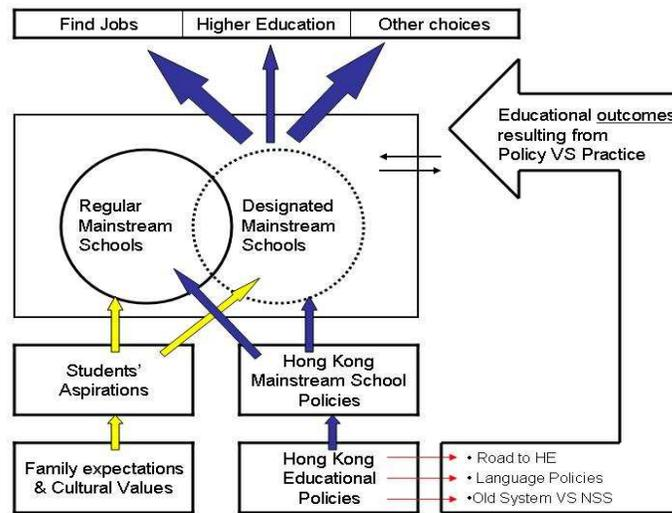 Find Jobs
Higher Education
Other choices
Educational outcomes
resulting from
Policy VS Practice
Regular
Mainstream
Schools
Designated
Mainstream
Schools
Students'
Aspirations
Hong Kong
Mainstream School
Policies
Family expectations
& Cultural Values
Hong Kong
Educational
Policies
• Road to HE
• Language Policies
• Old System VS NSS